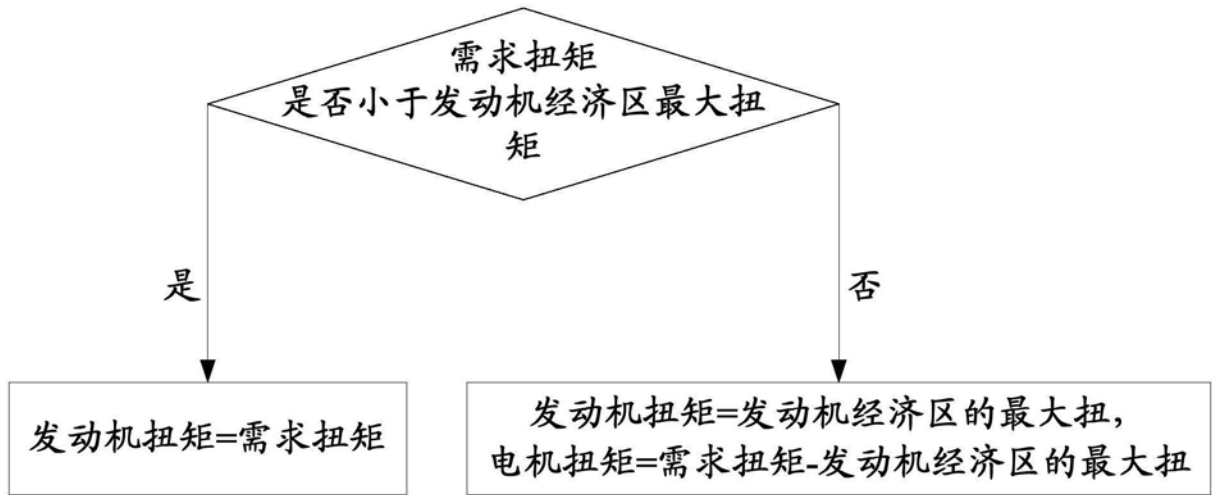 需求扭矩
是否小于发动机经济区最大扭
矩
是
否
发动机扭矩=需求扭矩
发动机扭矩=发动机经济区的最大扭,
电机扭矩=需求扭矩-发动机经济区的最大扭